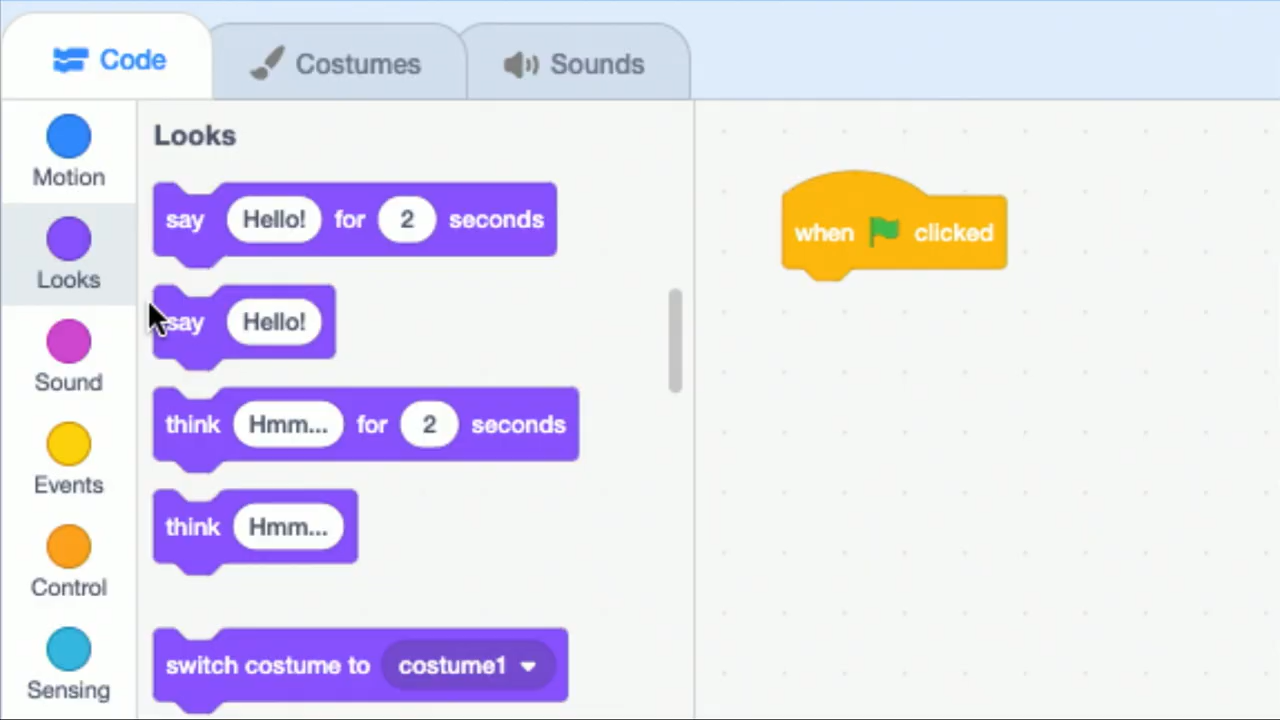 Code
Costumes
Sounds
Motion
Looks
Sound
Events
Control
Sensing
Looks
say Hello! for 2 seconds
say Hello!
think Hmm... for 2 seconds
think Hmm...
switch costume to costume1
when clicked